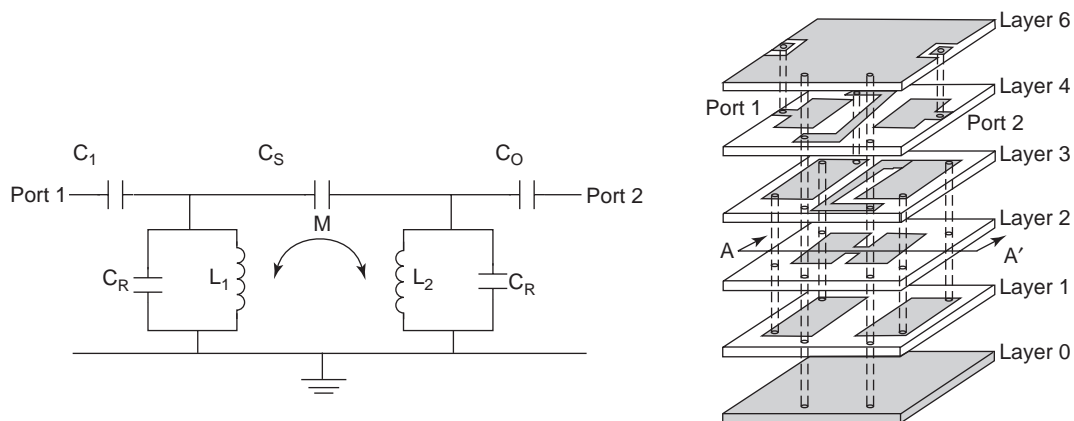 C1
CS
CO
Port 1
Port 2
M
CR
L1
L2
CR
Layer 6
Layer 4
Port 1
Port 2
Layer 3
Layer 2
A
A′
Layer 1
Layer 0